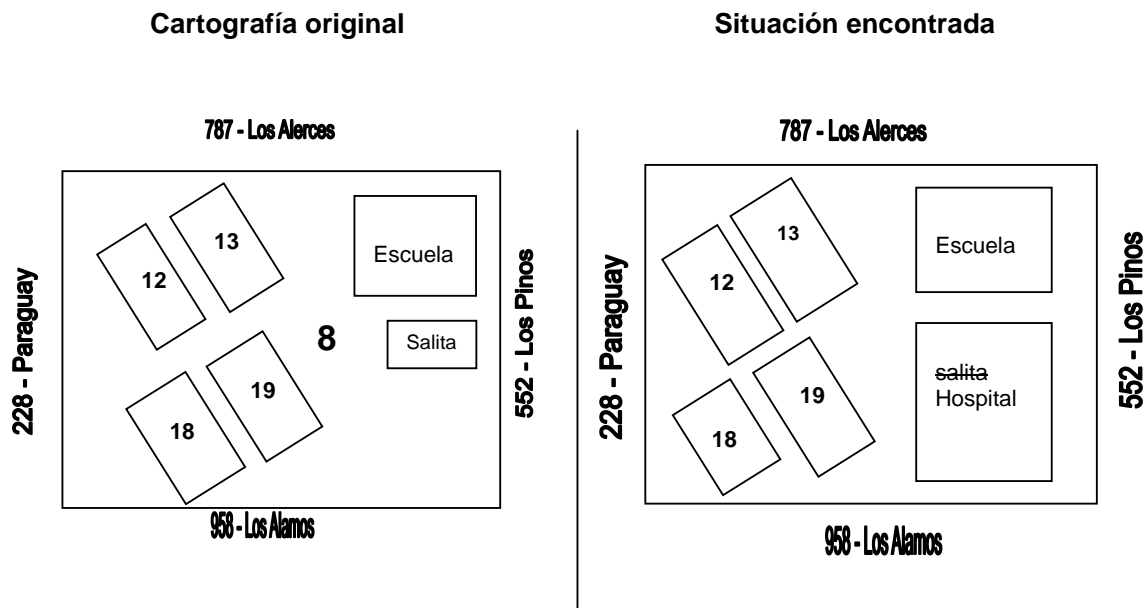 Cartografía original
787 - Los Alerces
228 - Paraguay
12
13
Escuela
8
Salita
18
19
552 - Los Pinos
958 - Los Alamos
Situación encontrada
787 - Los Alerces
228 - Paraguay
12
13
Escuela
salita
Hospital
18
19
552 - Los Pinos
958 - Los Alamos